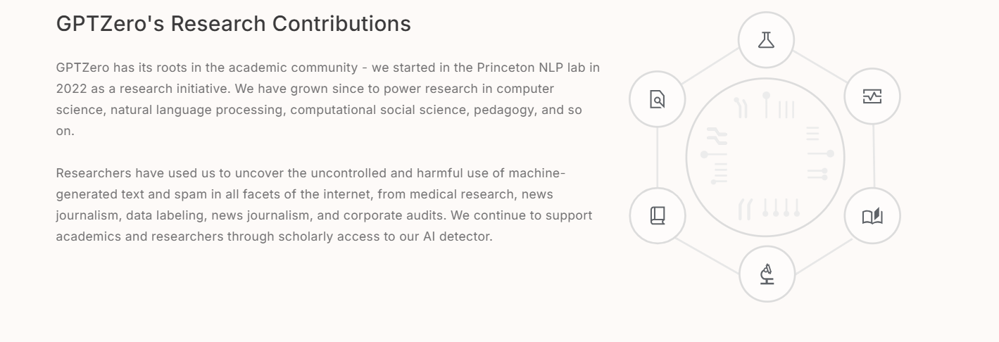 GPTZero's Research Contributions
GPTZero has its roots in the academic community - we started in the Princeton NLP lab in
2022 as a research initiative. We have grown since to power research in computer
science, natural language processing, computational social science, pedagogy, and so
on.
Researchers have used us to uncover the uncontrolled and harmful use of machine-
generated text and spam in all facets of the internet, from medical research, news
journalism, data labeling, news journalism, and corporate audits. We continue to support
academics and researchers through scholarly access to our AI detector.